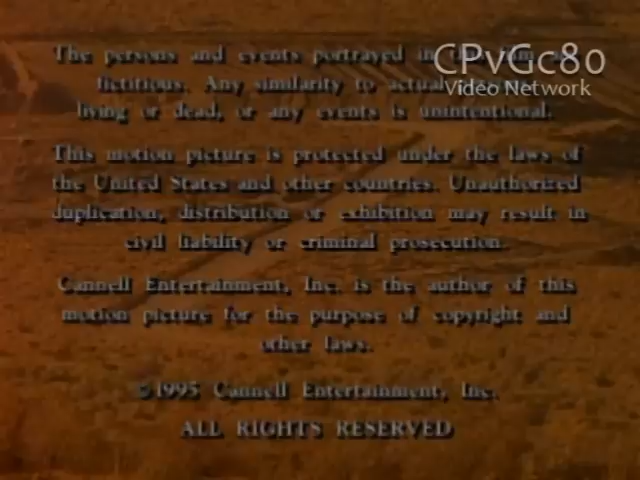 CPvGc80
Video Network
The persons and events portrayed in
fictitious. Any similarity to actual
living or dead, or any events is unintentional.
This motion picture is protected under the laws of
the United States and other countries. Unauthorized
duplication, distribution or exhibition may result in
civil liability or criminal prosecution.
Cannell Entertainment, Inc. is the author of this
motion picture for the purpose of copyright and
other laws.
©1995 Cannell Entertainment, Inc.
ALL RIGHTS RESERVED